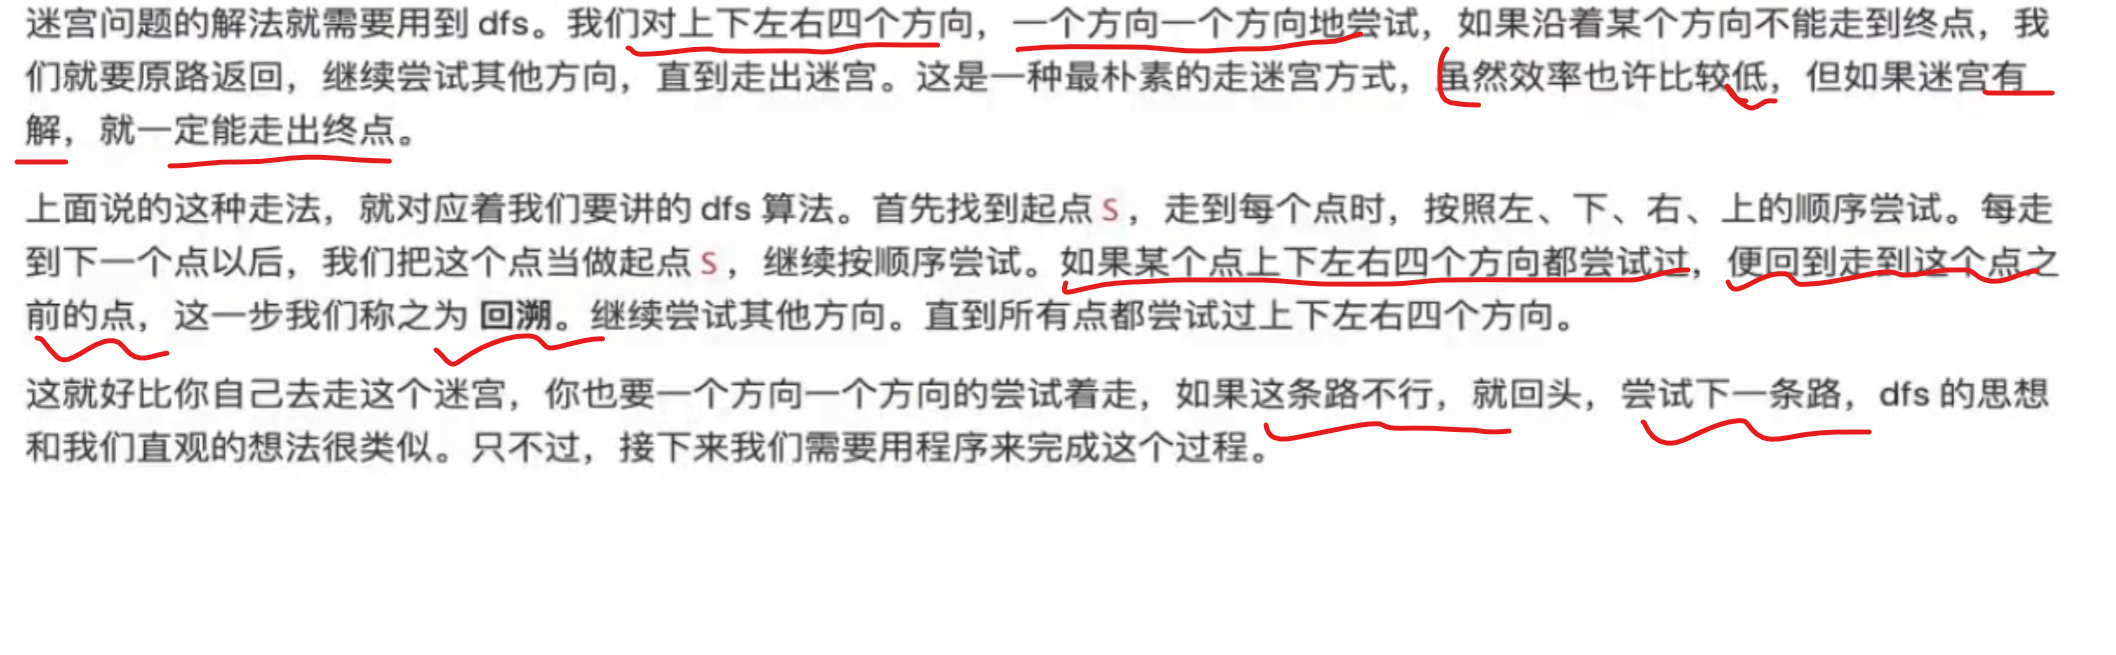 迷宫问题的解法就需要用到 dfs。我们对上下左右四个方向，一个方向一个方向地尝试，如果沿着某个方向不能走到终点，我
们就要原路返回，继续尝试其他方向，直到走出迷宫。这是一种最朴素的走迷宫方式，虽然效率也许比较低，但如果迷宫有
解，就一定能走出终点。
上面说的这种走法，就对应着我们要讲的 dfs 算法。首先找到起点 S ，走到每个点时，按照左、下、右、上的顺序尝试。每走
到下一个点以后，我们把这个点当做起点 S ，继续按顺序尝试。如果某个点上下左右四个方向都尝试过，便回到走到这个点之
前的点，这一步我们称之为 回溯。继续尝试其他方向。直到所有点都尝试过上下左右四个方向。
这就好比你自己去走这个迷宫，你也要一个方向一个方向的尝试着走，如果这条路不行，就回头，尝试下一条路，dfs 的思想
和我们直观的想法很类似。只不过，接下来我们需要用程序来完成这个过程。